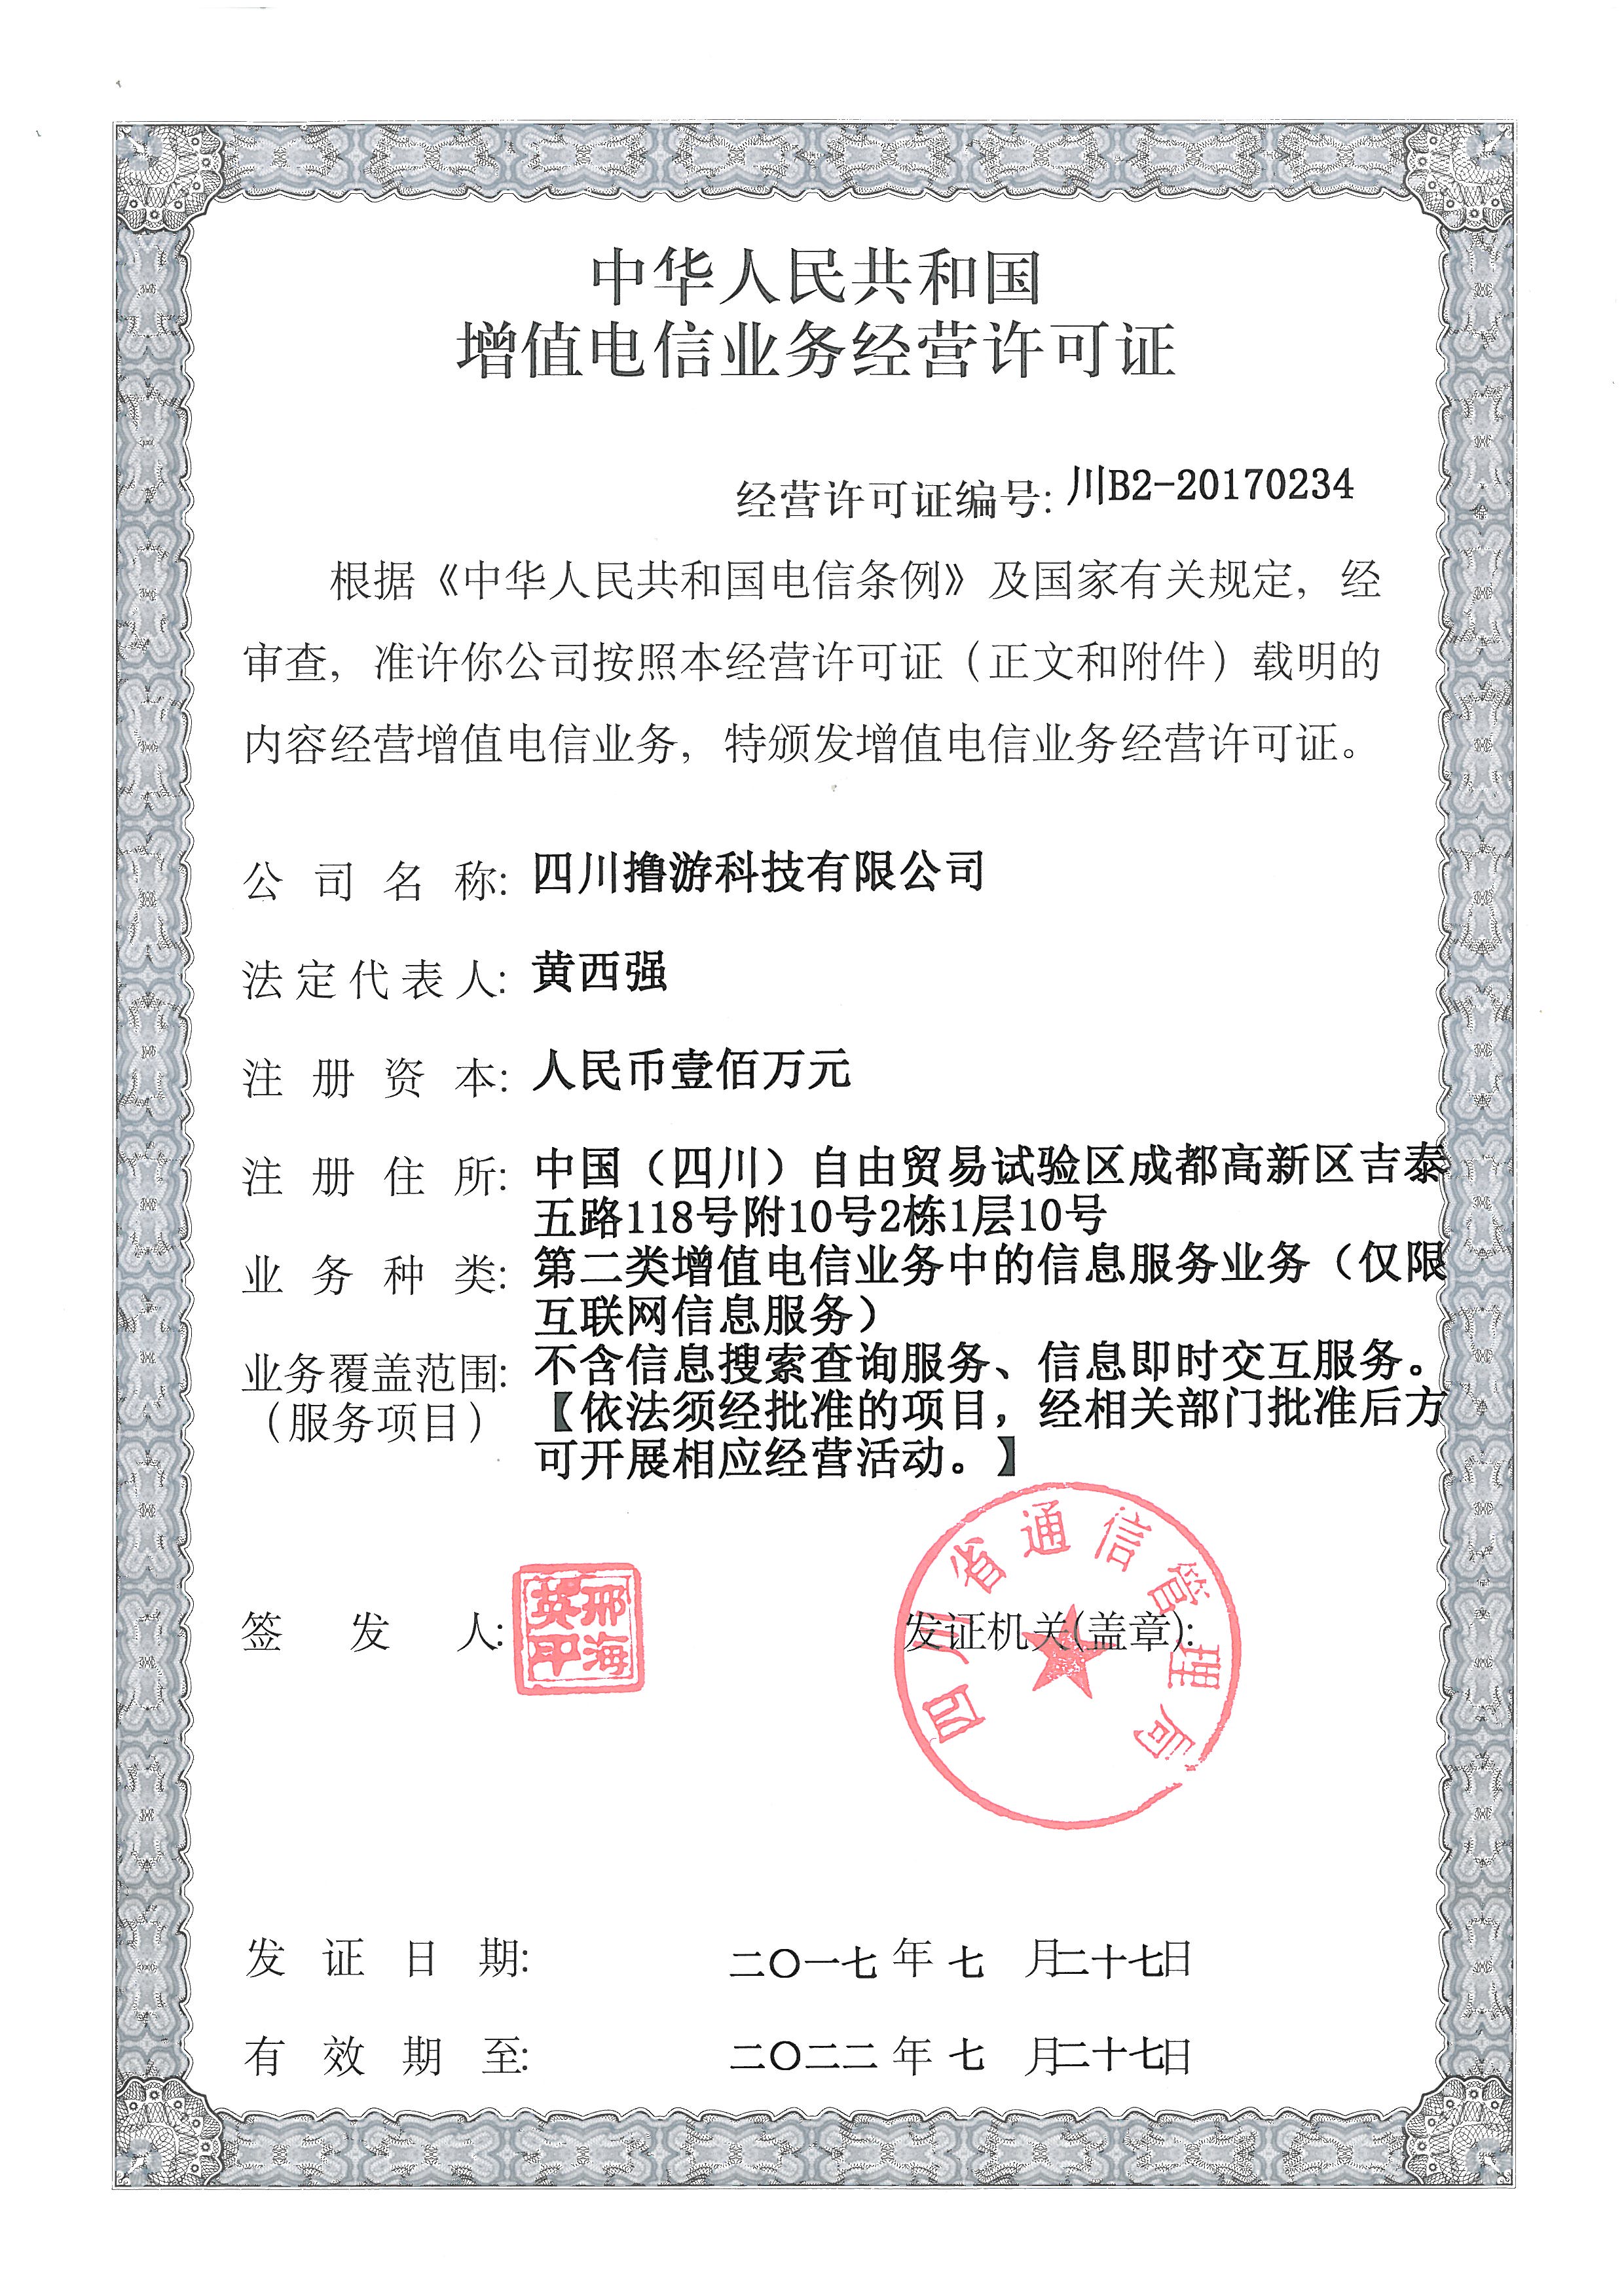 中华人民共和国
增值电信业务经营许可证
经营许可证编号: 川B2-20170234
根据《中华人民共和国电信条例》及国家有关规定，经
审查，准许你公司按照本经营许可证（正文和附件）载明的
内容经营增值电信业务，特颁发增值电信业务经营许可证。
公司名称: 四川撸游科技有限公司
法定代表人: 黄西强
注册资本: 人民币壹佰万元
注册住所: 中国（四川）自由贸易试验区成都高新区吉泰
五路118号附10号2栋1层10号
业务种类: 第二类增值电信业务中的信息服务业务（仅限
互联网信息服务）
业务覆盖范围: 不含信息搜索查询服务、信息即时交互服务。
（服务项目） 【依法须经批准的项目，经相关部门批准后方
可开展相应经营活动。】
四川省通信管理局
签发人: 邢海英印
发证机关(盖章):
发证日期: 二〇一七年七月二十七日
有效期至: 二〇二二年七月二十七日